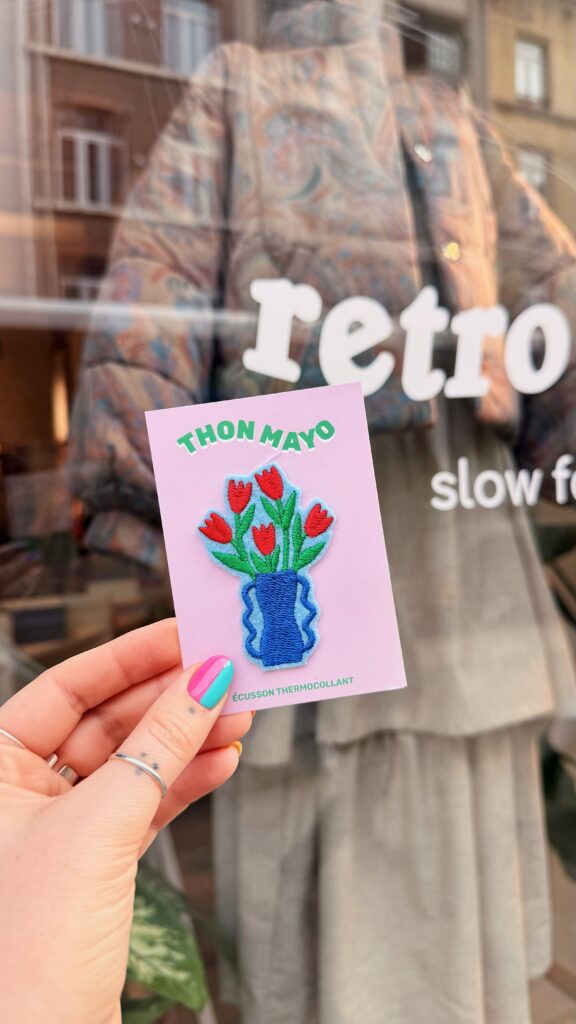 retro
slow
THON MAYO
ÉCUSSON THERMOCOLLANT